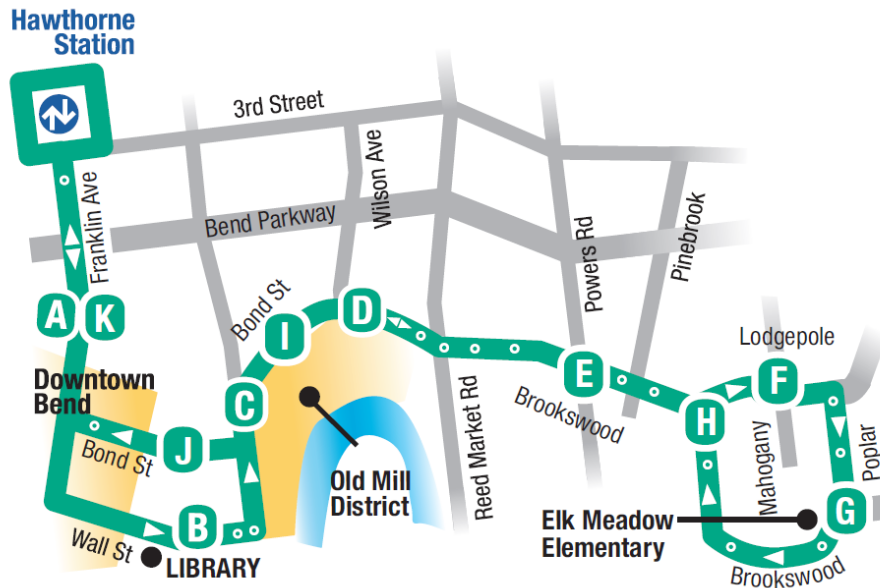 Hawthorne
Station
3rd Street
Franklin Ave
Wilson Ave
Bend Parkway
Powers Rd
Pinebrook
Bond St
A
K
I
D
Lodgepole
Downtown
Bend
C
E
F
Brookswood
H
Bond St
J
Old Mill
District
Reed Market Rd
Mahogany
Poplar
B
Wall St
LIBRARY
Elk Meadow
Elementary
G
Brookswood